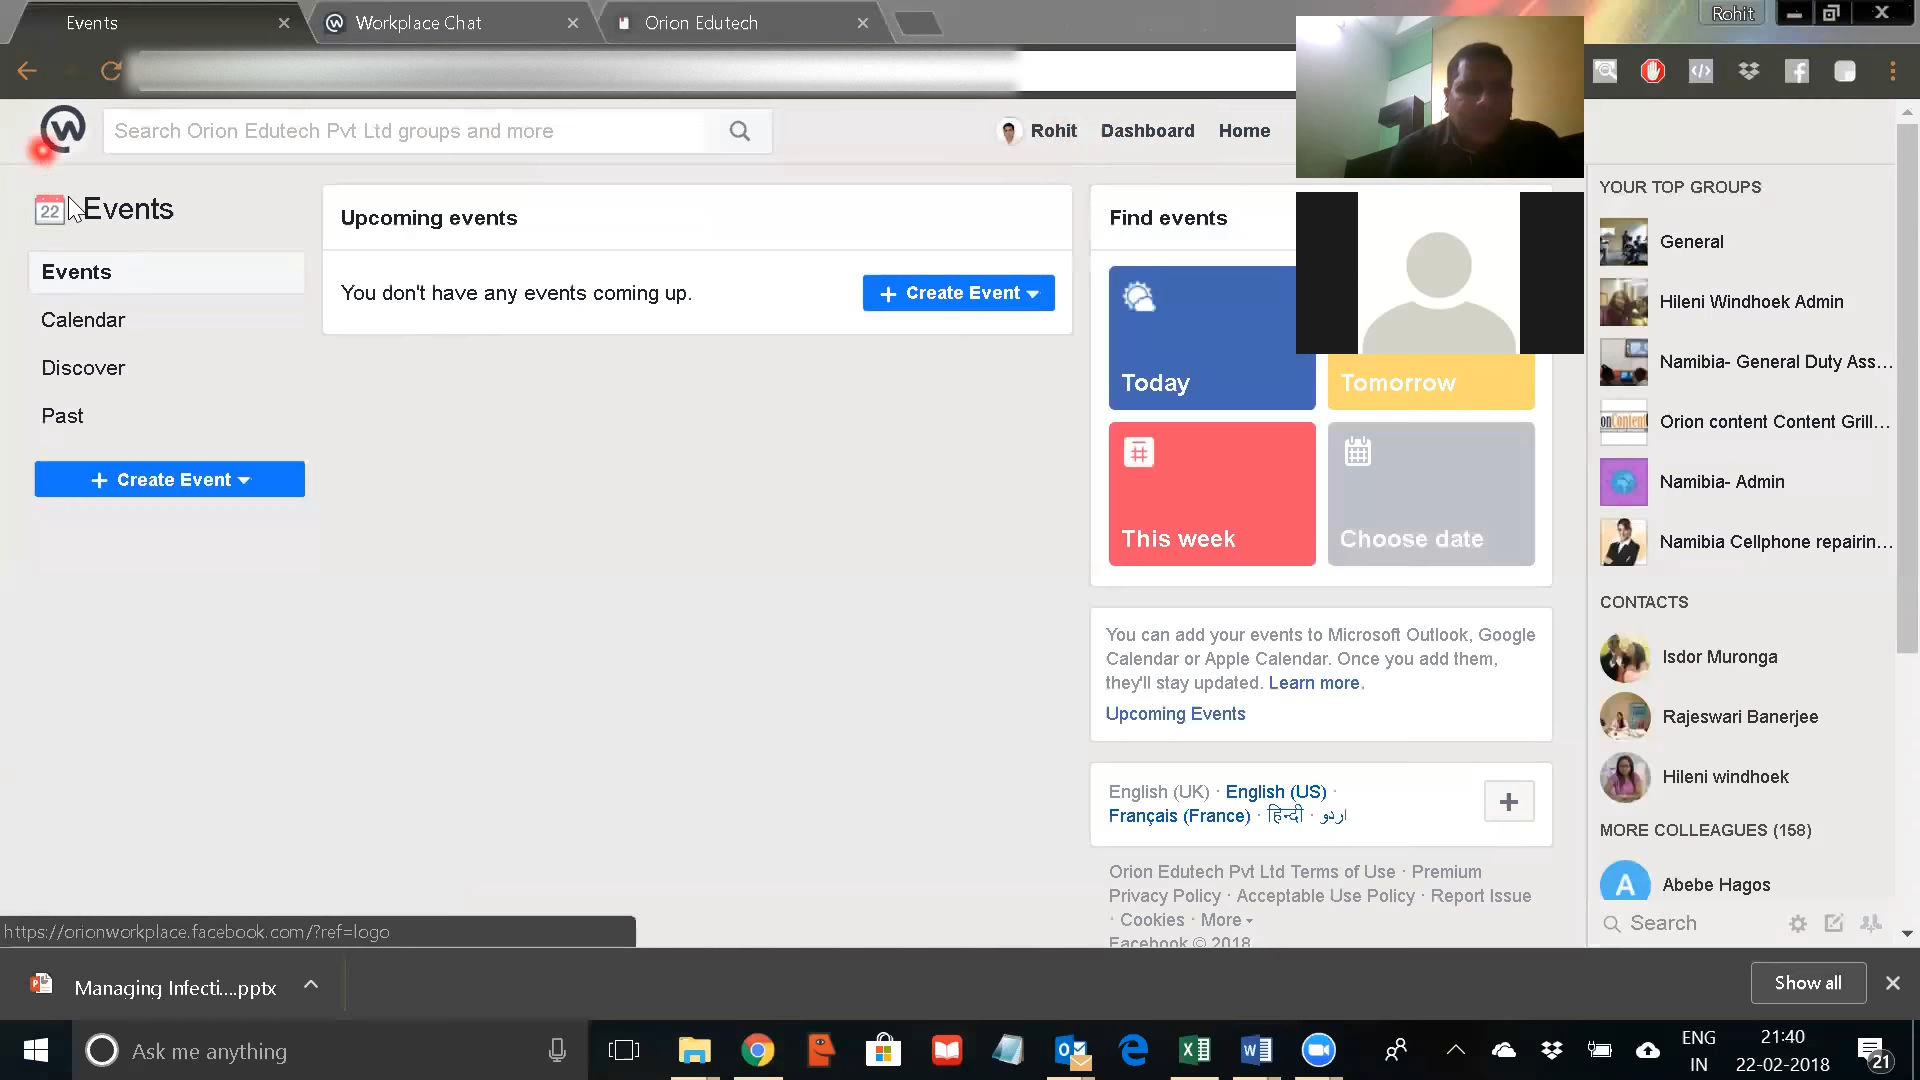 Events
Workplace Chat
Orion Edutech
Rohit
Search Orion Edutech Pvt Ltd groups and more
Rohit
Dashboard
Home
22
Events
Events
Calendar
Discover
Past
+ Create Event
Upcoming events
You don't have any events coming up.
+ Create Event
Find events
Today
Tomorrow
This week
Choose date
You can add your events to Microsoft Outlook, Google
Calendar or Apple Calendar. Once you add them,
they'll stay updated. Learn more.
Upcoming Events
English (UK) · English (US) ·
Français (France) · हिन्दी · اردو
Orion Edutech Pvt Ltd Terms of Use · Premium
Privacy Policy · Acceptable Use Policy · Report Issue
· Cookies · More
Facebook © 2018
YOUR TOP GROUPS
General
Hileni Windhoek Admin
Namibia- General Duty Ass...
Orion content Content Grill...
Namibia- Admin
Namibia Cellphone repairin...
CONTACTS
Isdor Muronga
Rajeswari Banerjee
Hileni windhoek
MORE COLLEAGUES (158)
A
Abebe Hagos
Search
https://orionworkplace.facebook.com/?ref=logo
Managing Infecti....pptx
Show all
Ask me anything
ENG
IN
21:40
22-02-2018
21